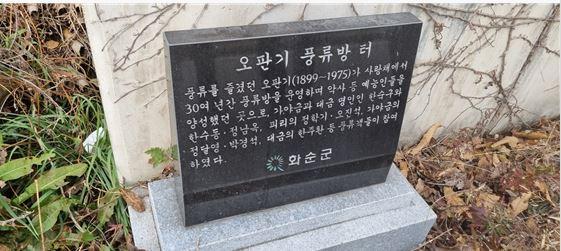 오판기 풍류방 터
풍류를 즐겼던 오판기(1899~1975)가 사랑채에서
30여 년간 풍류방을 운영하며 악사 등 예능인들을
양성했던 곳으로 가야금과 대금 명인인 한수동와
한수동·정남옥, 피리의 정학기·오진석, 가야금의
정달영·박경석, 대금의 한주환 등 풍류객들이 참여
하였다.
화순군